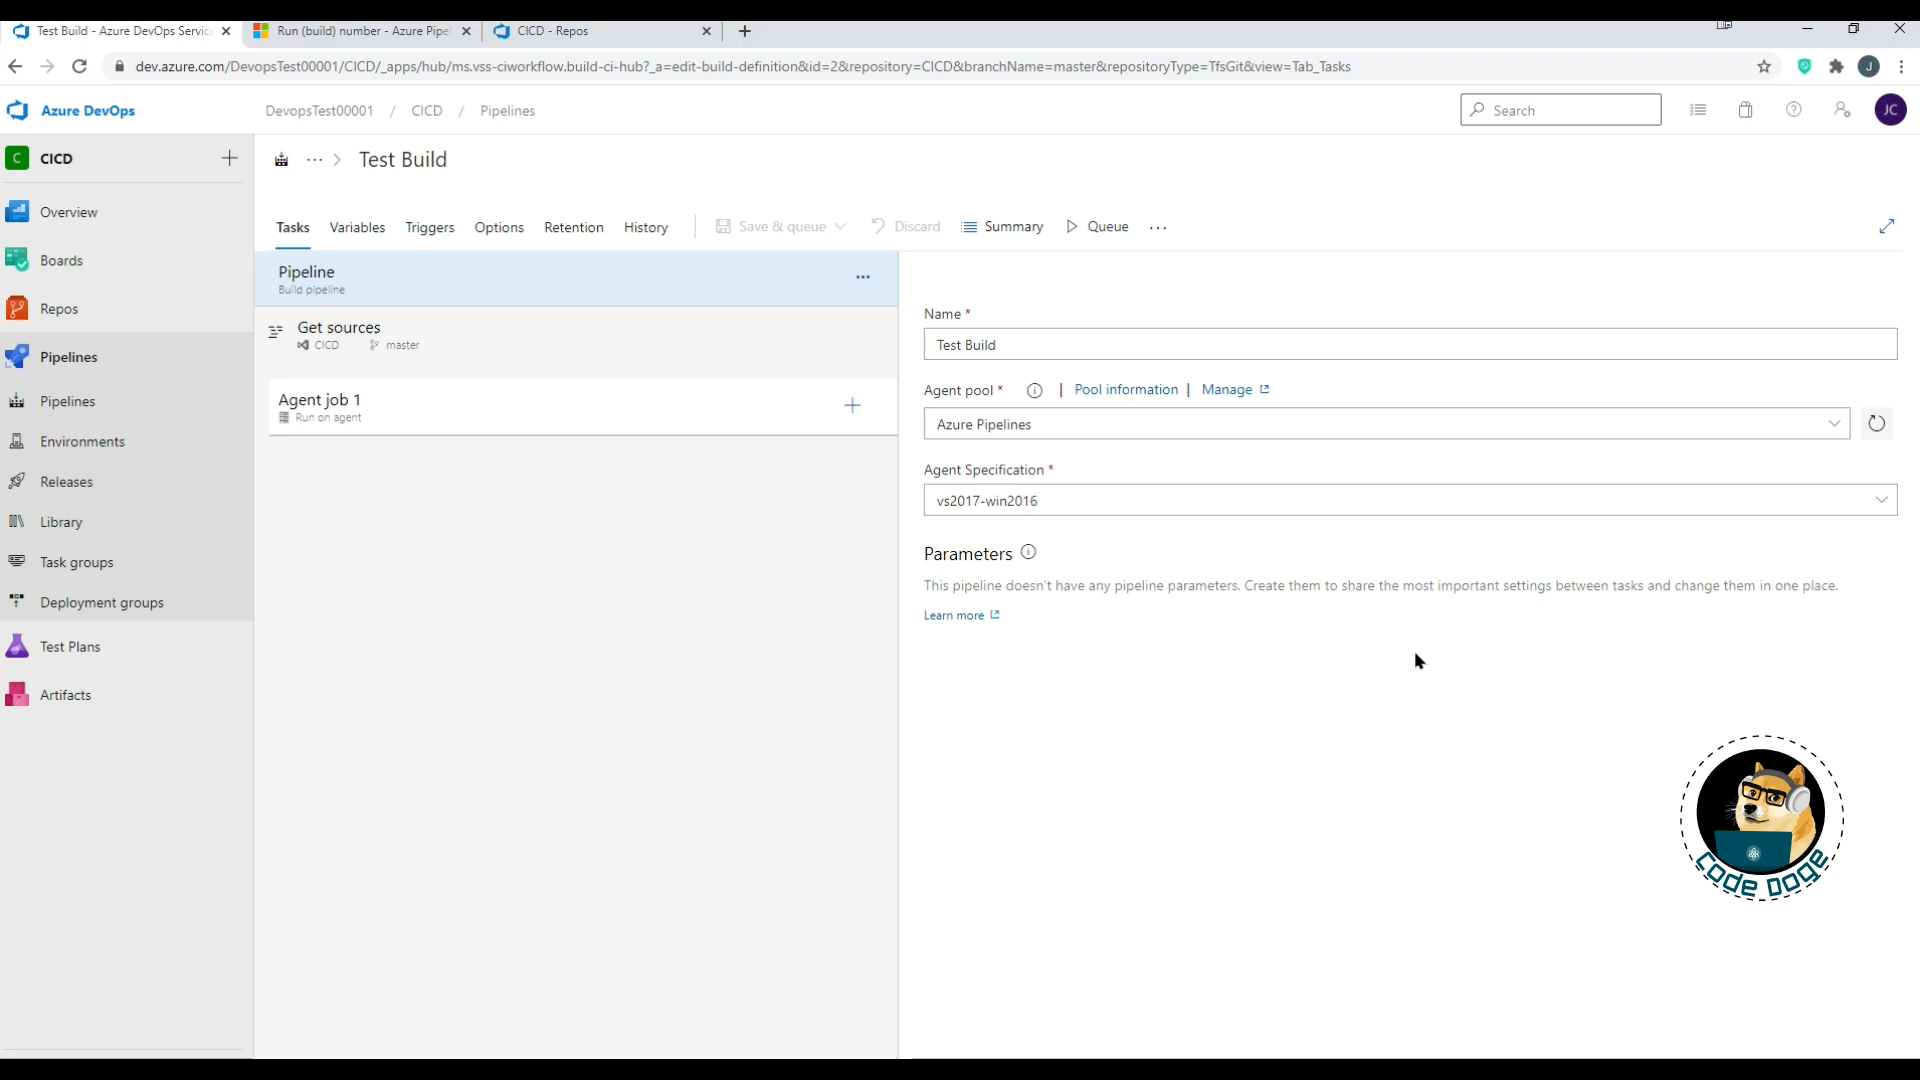 Test Build - Azure DevOps Servic
Run (build) number - Azure Pipel
CICD - Repos
dev.azure.com/DevopsTest00001/CICD/_apps/hub/ms.vss-ciworkflow.build-ci-hub?_a=edit-build-definition&id=2&repository=CICD&branchName=master&repositoryType=TfsGit&view=Tab_Tasks
J
Azure DevOps
DevopsTest00001 / CICD / Pipelines
Search
JC
C CICD
Test Build
Overview
Boards
Repos
Pipelines
Pipelines
Environments
Releases
Library
Task groups
Deployment groups
Test Plans
Artifacts
Tasks Variables Triggers Options Retention History Save & queue Discard Summary Queue
Pipeline
Build pipeline
Get sources
CICD master
Agent job 1
Run on agent
Name *
Test Build
Agent pool * | Pool information | Manage
Azure Pipelines
Agent Specification *
vs2017-win2016
Parameters
This pipeline doesn't have any pipeline parameters. Create them to share the most important settings between tasks and change them in one place.
Learn more
Code Doge